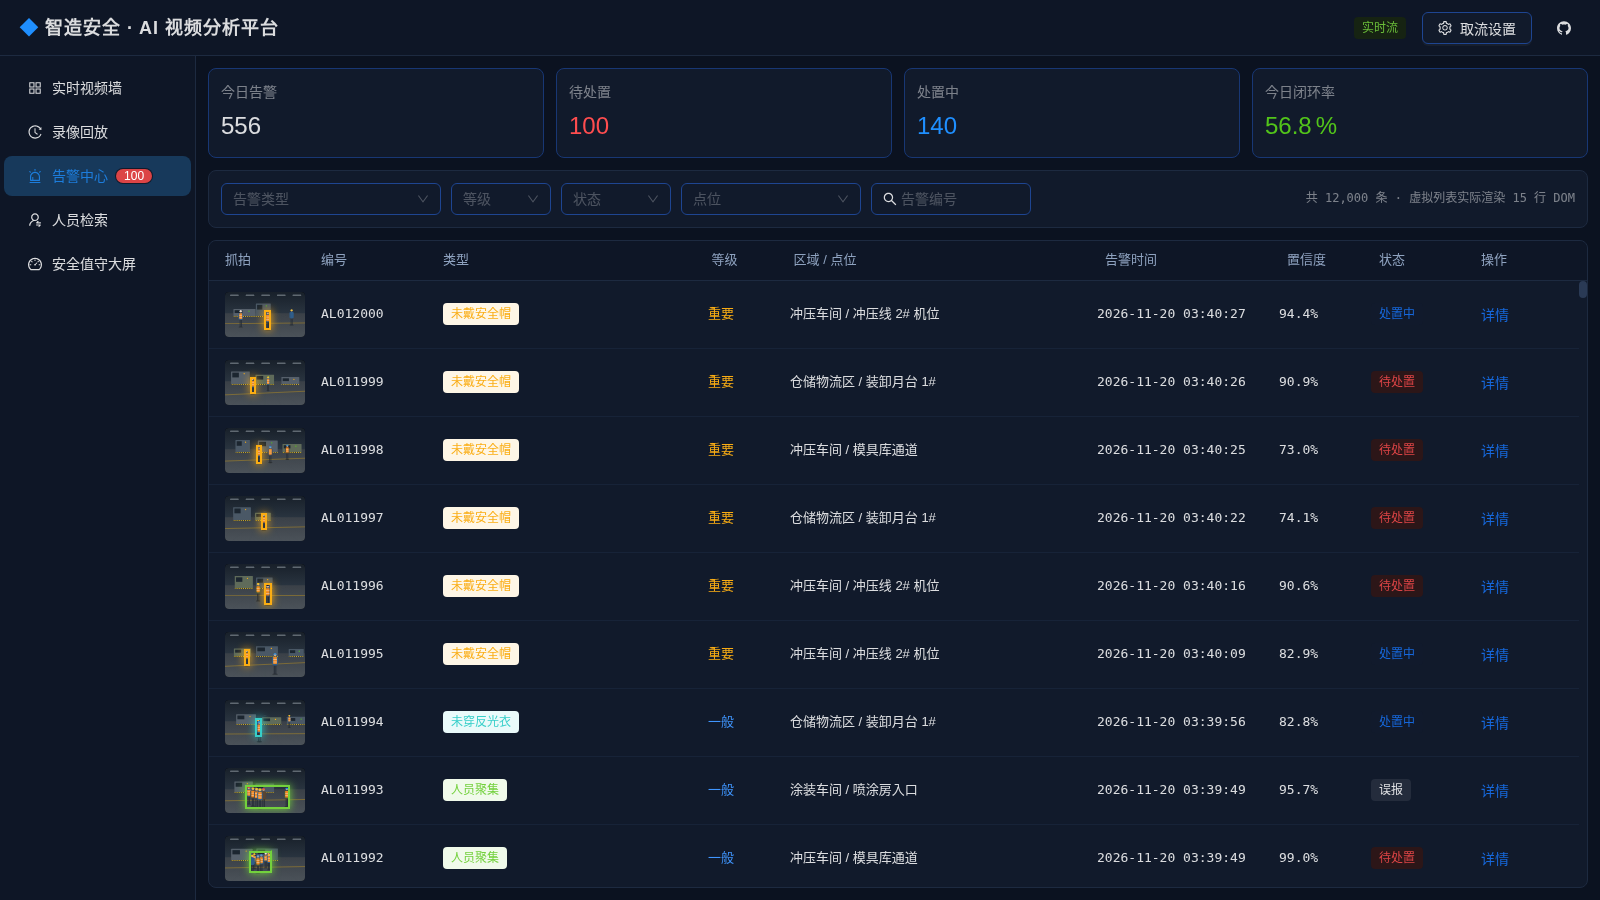 智造安全 · AI 视频分析平台
实时流
取流设置
实时视频墙
录像回放
告警中心 100
人员检索
安全值守大屏
今日告警
556
待处置
100
处置中
140
今日闭环率
56.8 %
告警类型
等级
状态
点位
告警编号
共 12,000 条 · 虚拟列表实际渲染 15 行 DOM
抓拍 编号 类型 等级 区域 / 点位 告警时间 置信度 状态 操作
AL012000 未戴安全帽 重要 冲压车间 / 冲压线 2# 机位 2026-11-20 03:40:27 94.4% 处置中 详情
AL011999 未戴安全帽 重要 仓储物流区 / 装卸月台 1# 2026-11-20 03:40:26 90.9% 待处置 详情
AL011998 未戴安全帽 重要 冲压车间 / 模具库通道 2026-11-20 03:40:25 73.0% 待处置 详情
AL011997 未戴安全帽 重要 仓储物流区 / 装卸月台 1# 2026-11-20 03:40:22 74.1% 待处置 详情
AL011996 未戴安全帽 重要 冲压车间 / 冲压线 2# 机位 2026-11-20 03:40:16 90.6% 待处置 详情
AL011995 未戴安全帽 重要 冲压车间 / 冲压线 2# 机位 2026-11-20 03:40:09 82.9% 处置中 详情
AL011994 未穿反光衣 一般 仓储物流区 / 装卸月台 1# 2026-11-20 03:39:56 82.8% 处置中 详情
AL011993 人员聚集 一般 涂装车间 / 喷涂房入口 2026-11-20 03:39:49 95.7% 误报 详情
AL011992 人员聚集 一般 冲压车间 / 模具库通道 2026-11-20 03:39:49 99.0% 待处置 详情